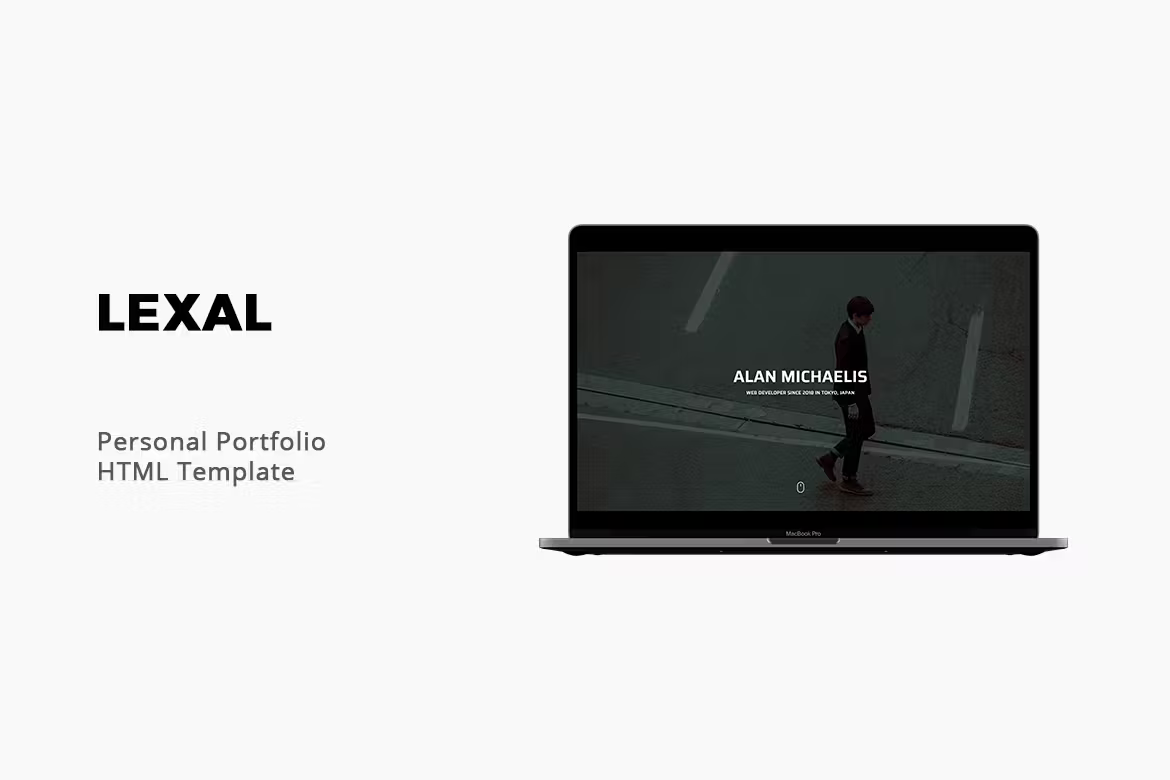 LEXAL
Personal Portfolio
HTML Template
ALAN MICHAELIS
WEB DEVELOPER SINCE 2018 IN TOKYO, JAPAN
MacBook Pro